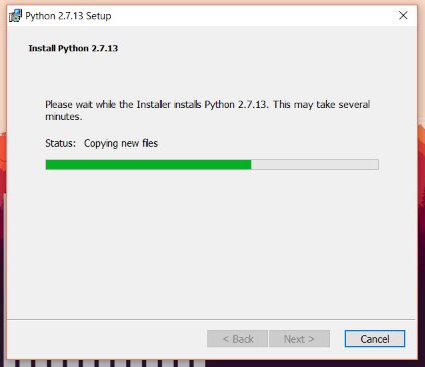 Python 2.7.13 Setup
Install Python 2.7.13
Please wait while the Installer installs Python 2.7.13. This may take several
minutes.
Status: Copying new files
< Back Next > Cancel